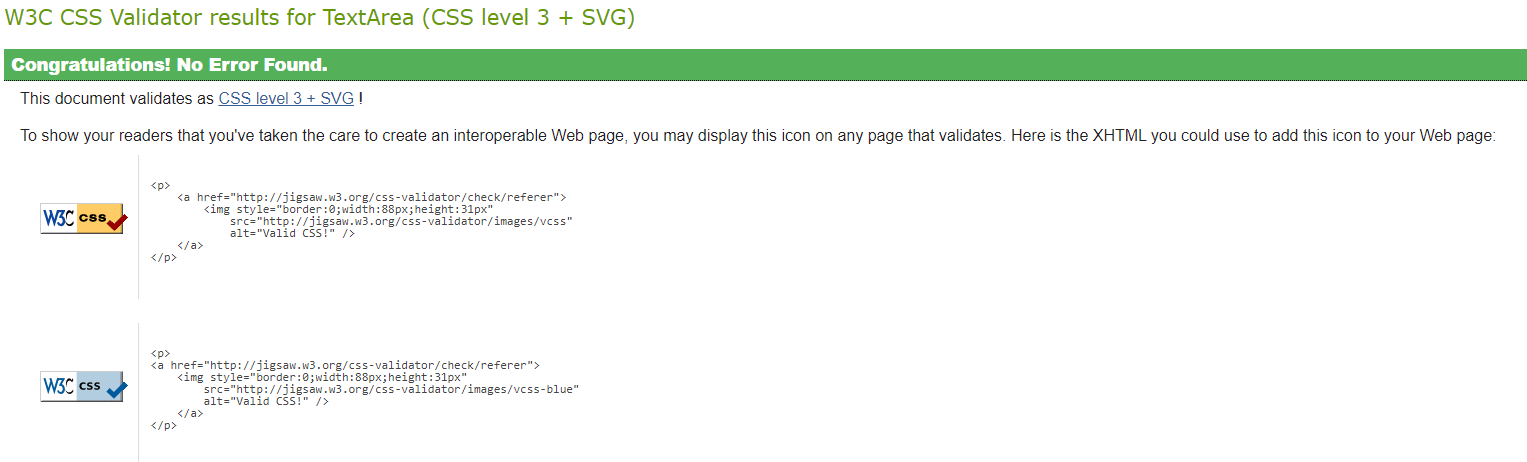 W3C CSS Validator results for TextArea (CSS level 3 + SVG)
Congratulations! No Error Found.
This document validates as CSS level 3 + SVG !
To show your readers that you've taken the care to create an interoperable Web page, you may display this icon on any page that validates. Here is the XHTML you could use to add this icon to your Web page:
W3C css
<p>
    <a href="http://jigsaw.w3.org/css-validator/check/referer">
        <img style="border:0;width:88px;height:31px"
            src="http://jigsaw.w3.org/css-validator/images/vcss"
            alt="Valid CSS!" />
    </a>
</p>
W3C css
<p>
<a href="http://jigsaw.w3.org/css-validator/check/referer">
    <img style="border:0;width:88px;height:31px"
        src="http://jigsaw.w3.org/css-validator/images/vcss-blue"
        alt="Valid CSS!" />
    </a>
</p>